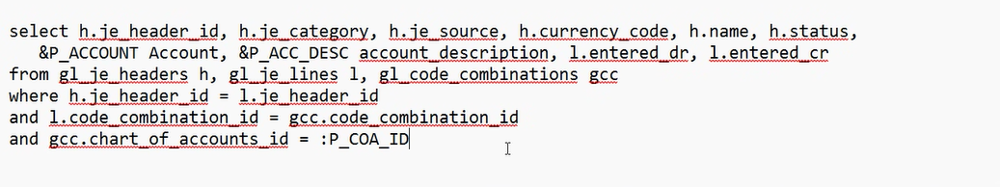 select h.je_header_id, h.je_category, h.je_source, h.currency_code, h.name, h.status,
&P_ACCOUNT Account, &P_ACC_DESC account_description, l.entered_dr, l.entered_cr
from gl_je_headers h, gl_je_lines l, gl_code_combinations gcc
where h.je_header_id = l.je_header_id
and l.code_combination_id = gcc.code_combination_id
and gcc.chart_of_accounts_id = :P_COA_ID